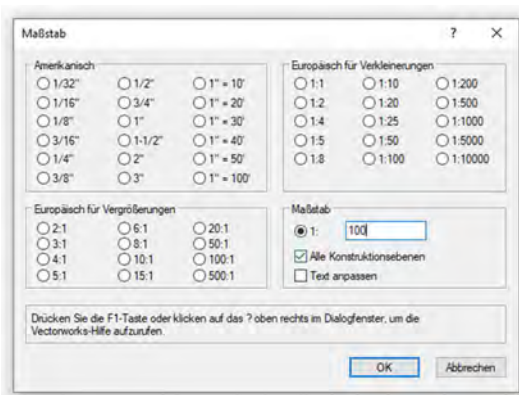 Maßstab ? ×
Amerikanisch
1/32" 1/2" 1" = 10'
1/16" 3/4" 1" = 20'
1/8" 1" 1" = 30'
3/16" 1-1/2" 1" = 40'
1/4" 2" 1" = 50'
3/8" 3" 1" = 100'
Europäisch für Verkleinerungen
1:1 1:10 1:200
1:2 1:20 1:500
1:4 1:25 1:1000
1:5 1:50 1:5000
1:8 1:100 1:10000
Europäisch für Vergrößerungen
2:1 6:1 20:1
3:1 8:1 50:1
4:1 10:1 100:1
5:1 15:1 500:1
Maßstab
1: 100
Alle Konstruktionsebenen
Text anpassen
Drücken Sie die F1-Taste oder klicken auf das ? oben rechts im Dialogfenster, um die
Vectorworks-Hilfe aufzurufen.
OK Abbrechen